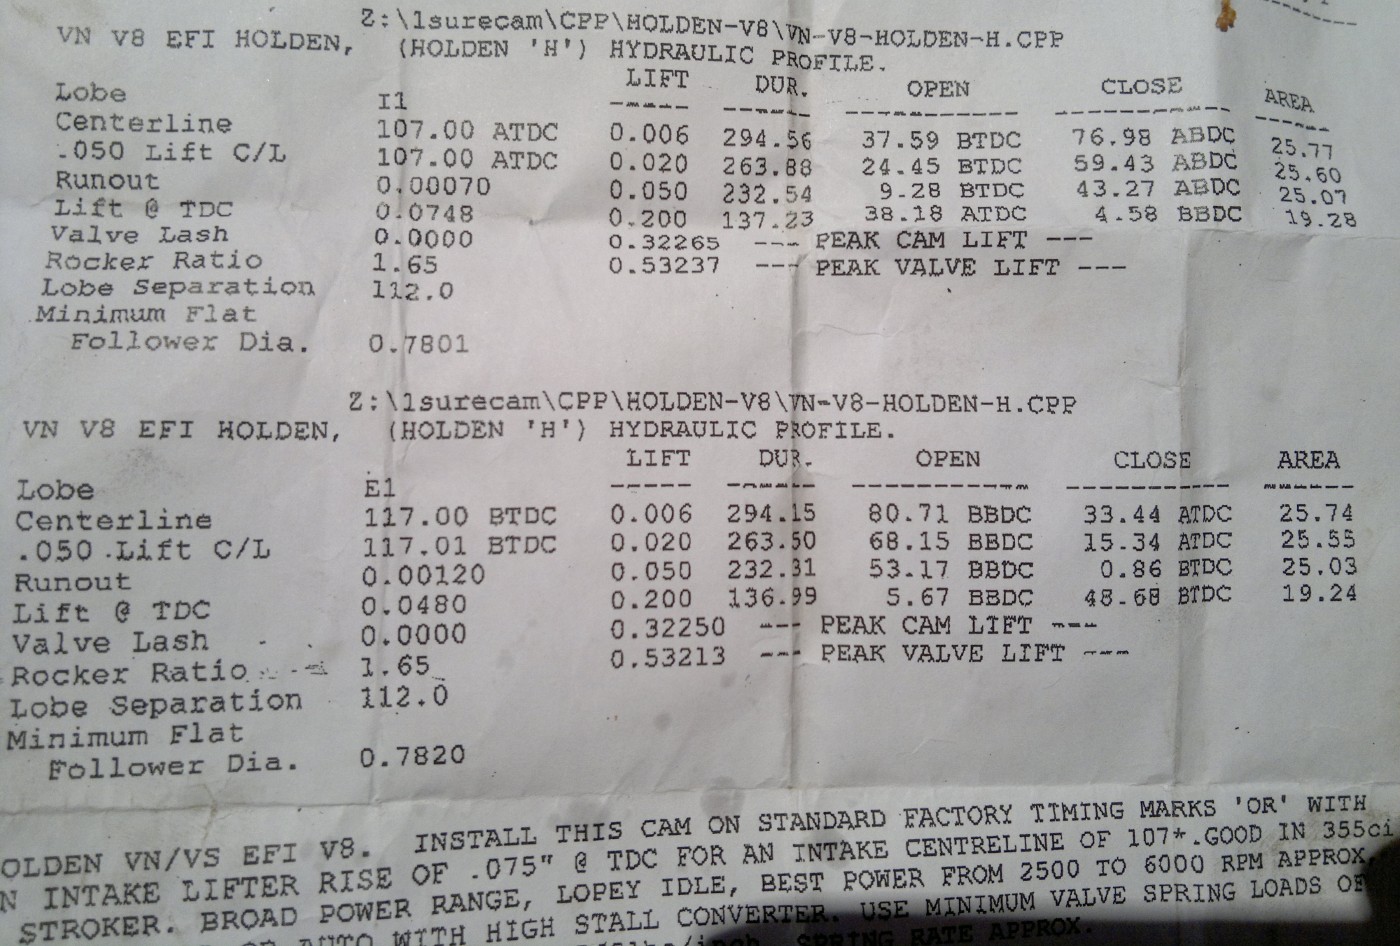 Z:\1surecam\CPP\HOLDEN-V8\VN-V8-HOLDEN-H.CPP
VN V8 EFI HOLDEN, (HOLDEN 'H') HYDRAULIC PROFILE.
LIFT DUR. OPEN CLOSE AREA
Lobe I1 ----- ------ ----------- ----------- ------
Centerline 107.00 ATDC 0.006 294.56 37.59 BTDC 76.98 ABDC 25.77
.050 Lift C/L 107.00 ATDC 0.020 263.88 24.45 BTDC 59.43 ABDC 25.60
Runout 0.00070 0.050 232.54 9.28 BTDC 43.27 ABDC 25.07
Lift @ TDC 0.0748 0.200 137.23 38.18 ATDC 4.58 BBDC 19.28
Valve Lash 0.0000 0.32265 --- PEAK CAM LIFT ---
Rocker Ratio 1.65 0.53237 --- PEAK VALVE LIFT ---
Lobe Separation 112.0
Minimum Flat
Follower Dia. 0.7801
Z:\1surecam\CPP\HOLDEN-V8\VN-V8-HOLDEN-H.CPP
VN V8 EFI HOLDEN, (HOLDEN 'H') HYDRAULIC PROFILE.
LIFT DUR. OPEN CLOSE AREA
Lobe E1 ----- ------ ----------- ----------- ------
Centerline 117.00 BTDC 0.006 294.15 80.71 BBDC 33.44 ATDC 25.74
.050 Lift C/L 117.01 BTDC 0.020 263.50 68.15 BBDC 15.34 ATDC 25.55
Runout 0.00120 0.050 232.31 53.17 BBDC 0.86 BTDC 25.03
Lift @ TDC 0.0480 0.200 136.99 5.67 BBDC 48.68 BTDC 19.24
Valve Lash 0.0000 0.32250 --- PEAK CAM LIFT ---
Rocker Ratio 1.65 0.53213 --- PEAK VALVE LIFT ---
Lobe Separation 112.0
Minimum Flat
Follower Dia. 0.7820
OLDEN VN/VS EFI V8. INSTALL THIS CAM ON STANDARD FACTORY TIMING MARKS 'OR' WITH
N INTAKE LIFTER RISE OF .075" @ TDC FOR AN INTAKE CENTRELINE OF 107*.GOOD IN 355ci
STROKER. BROAD POWER RANGE, LOPEY IDLE, BEST POWER FROM 2500 TO 6000 RPM APPROX,
OR AUTO WITH HIGH STALL CONVERTER. USE MINIMUM VALVE SPRING LOADS OF
lbs/inch SPRING RATE APPROX.